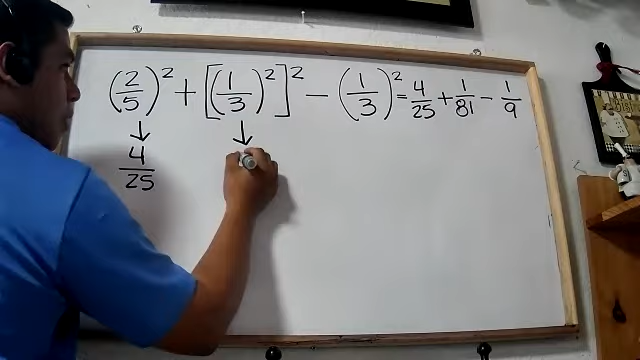 (2/5)² + [(1/3)²]² − (1/3)² = 4/25 + 1/81 − 1/9
↓ ↓
4/25